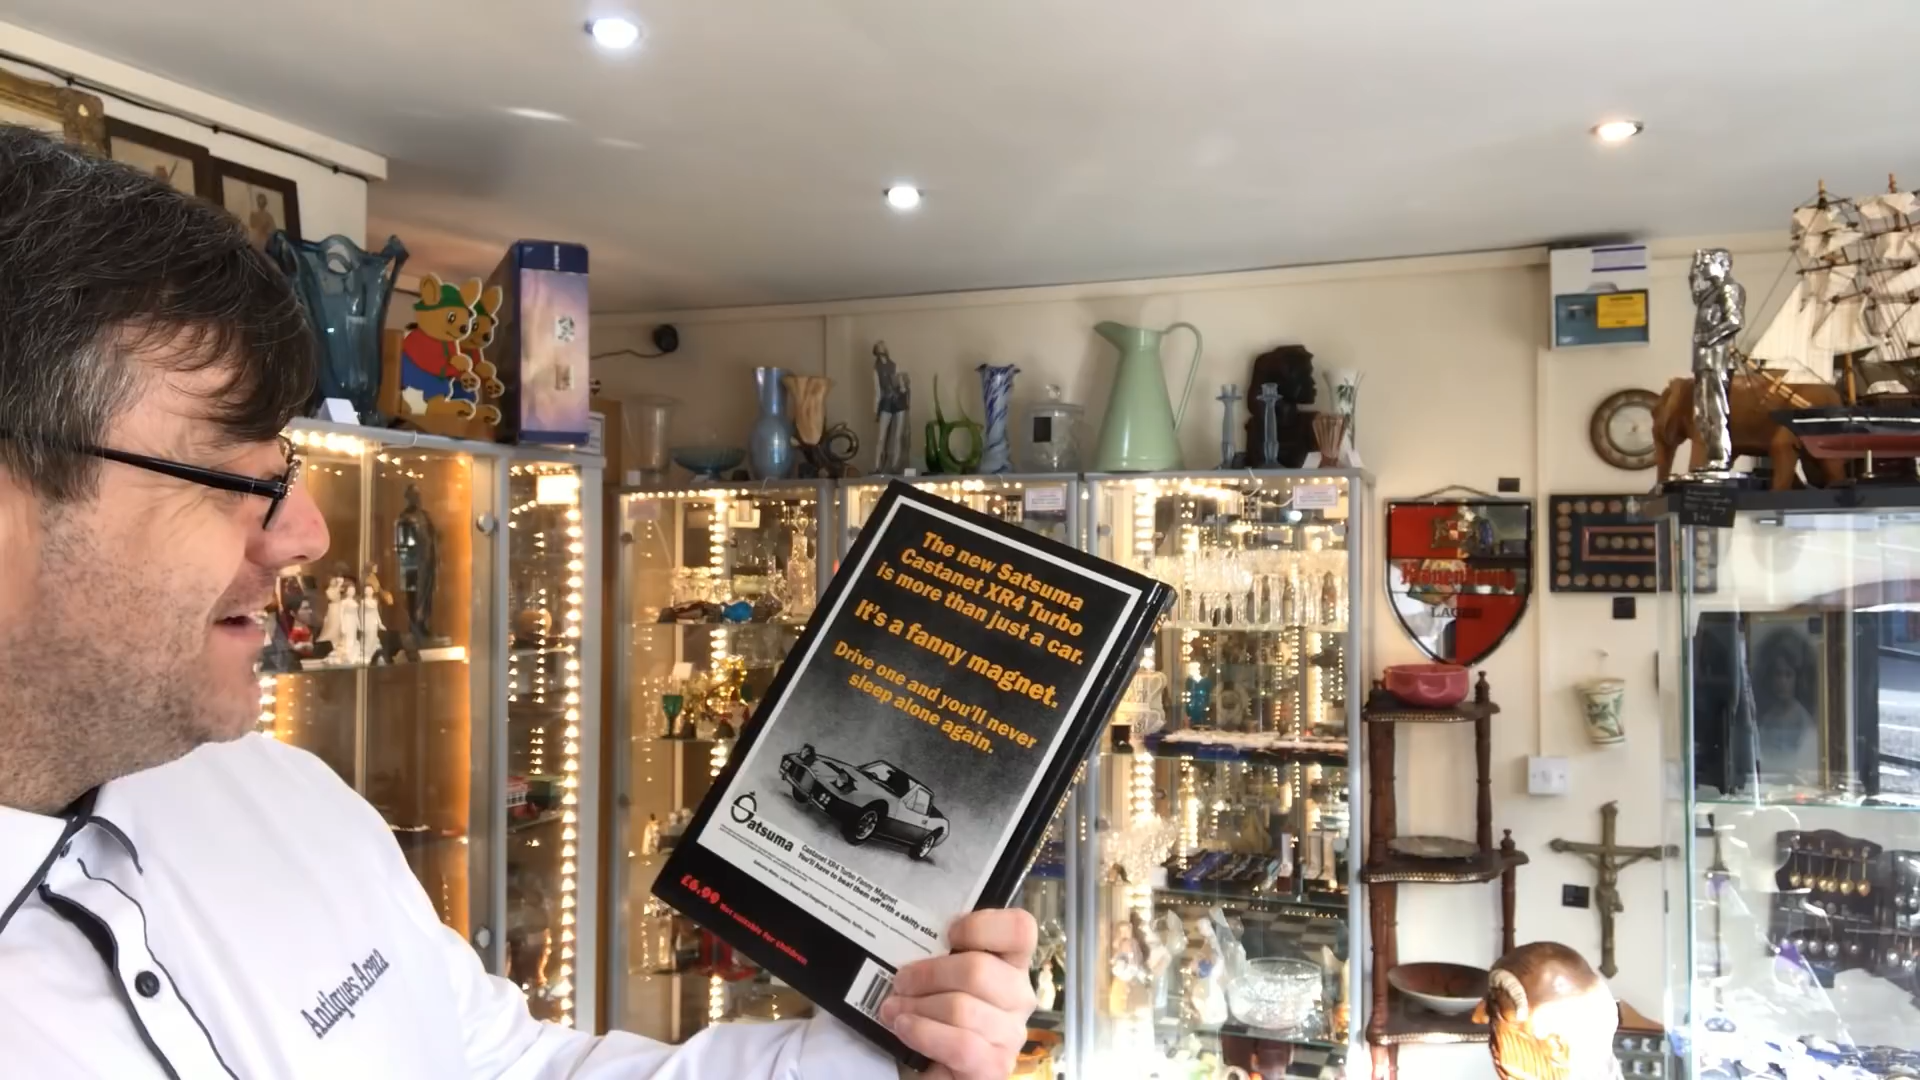 The new Satsuma
Castanet XR4 Turbo
is more than just a car.
It's a fanny magnet.
Drive one and you'll never
sleep alone again.
Satsuma
Castanet XR4 Turbo Fanny Magnet
You'll have to beat them off with a shitty stick
£6.99 Not suitable for children
Antiques Arena
Kronenbourg
LAGER